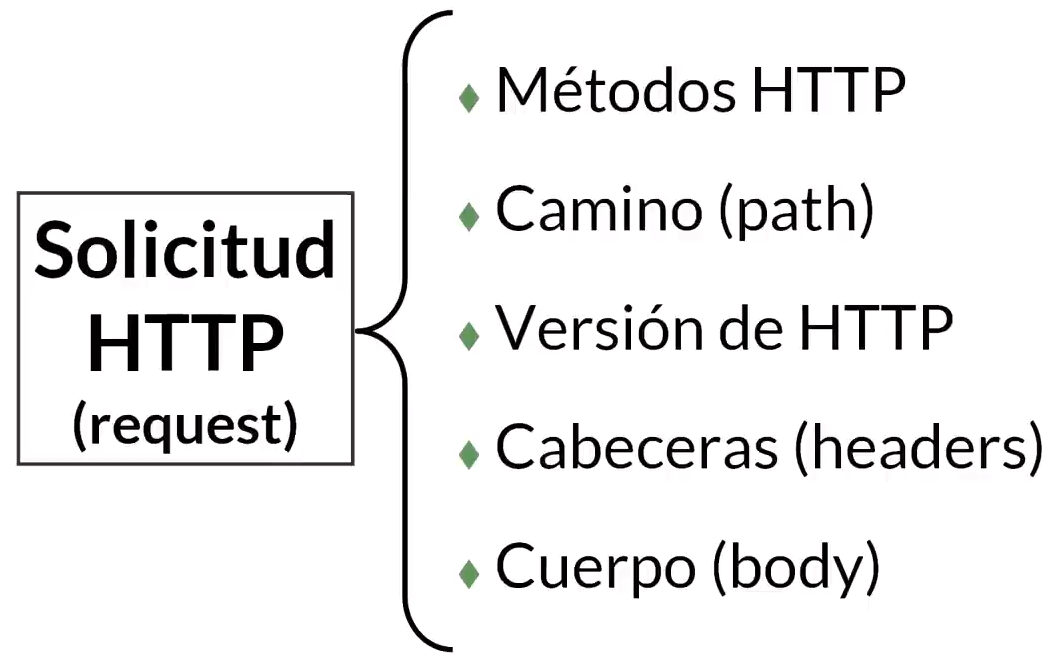 Solicitud
HTTP
(request)
Métodos HTTP
Camino (path)
Versión de HTTP
Cabeceras (headers)
Cuerpo (body)